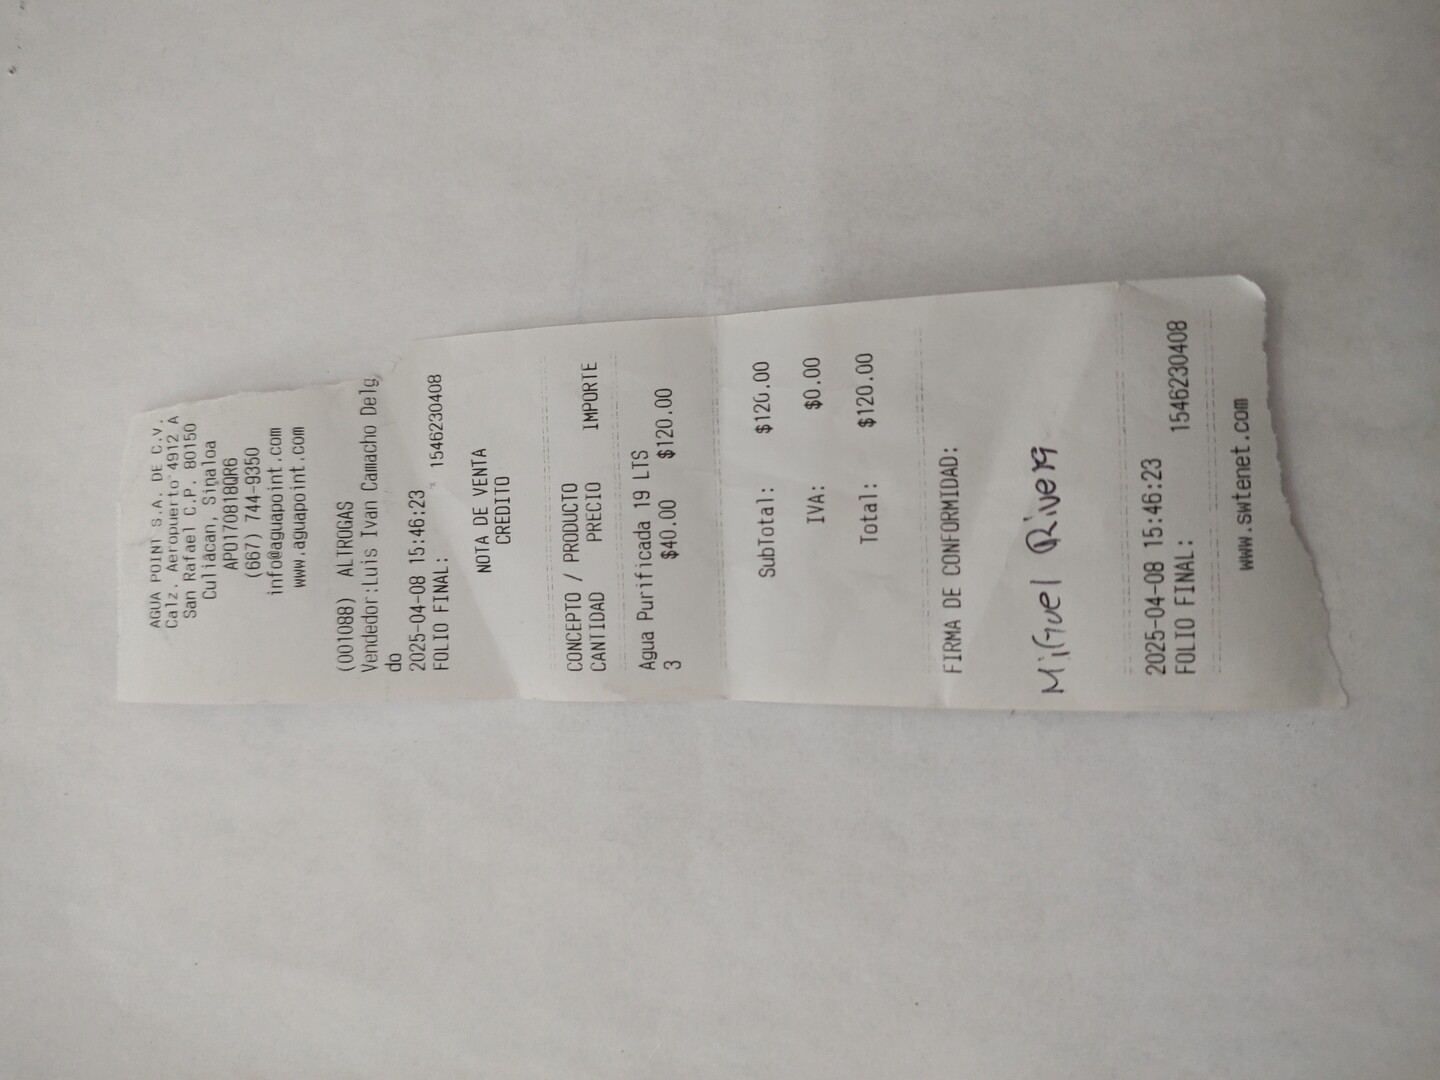 AGUA POINT S.A. DE C.V.
Calz. Aeropuerto 4912 A
San Rafael C.P. 80150
Culiacan, Sinaloa
APO170818QR6
(667) 744-9350
info@aguapoint.com
www.aguapoint.com
(001088) ALTROGAS
Vendedor:Luis Ivan Camacho Delg
do
2025-04-08 15:46:23
FOLIO FINAL: 1546230408
NOTA DE VENTA
CREDITO
CONCEPTO / PRODUCTO
CANTIDAD PRECIO IMPORTE
Agua Purificada 19 LTS
3 $40.00 $120.00
SubTotal: $120.00
IVA: $0.00
Total: $120.00
FIRMA DE CONFORMIDAD:
Miguel Rivera
2025-04-08 15:46:23
FOLIO FINAL: 1546230408
www.swtenet.com